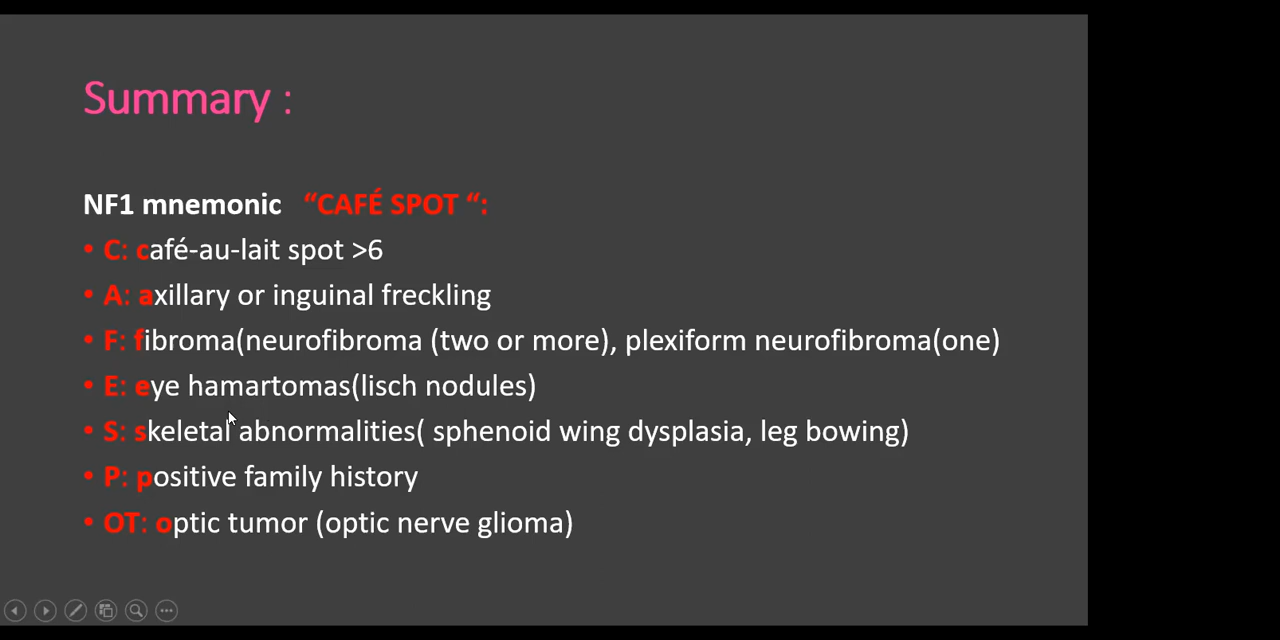 Summary :
NF1 mnemonic “CAFÉ SPOT “:
• C: café-au-lait spot >6
• A: axillary or inguinal freckling
• F: fibroma(neurofibroma (two or more), plexiform neurofibroma(one)
• E: eye hamartomas(lisch nodules)
• S: skeletal abnormalities( sphenoid wing dysplasia, leg bowing)
• P: positive family history
• OT: optic tumor (optic nerve glioma)